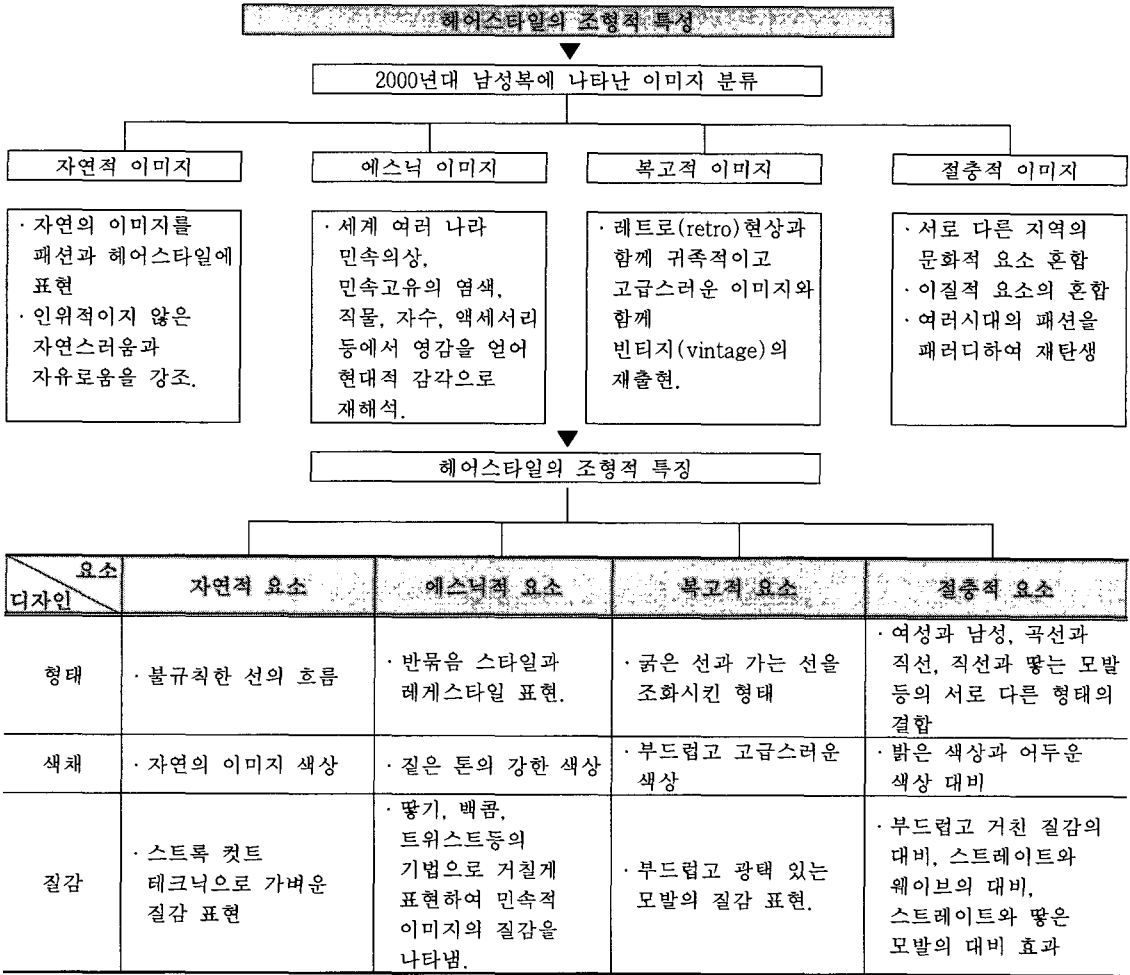 헤어스타일의 조형적 특성
2000년대 남성복에 나타난 이미지 분류
자연적 이미지
에스닉 이미지
복고적 이미지
절충적 이미지
· 자연의 이미지를
패션과 헤어스타일에
표현
· 인위적이지 않은
자연스러움과
자유로움을 강조.
· 세계 여러 나라
민속의상,
민속고유의 염색,
직물, 자수, 액세서리
등에서 영감을 얻어
현대적 감각으로
재해석.
· 레트로(retro)현상과
함께 귀족적이고
고급스러운 이미지와
함께
빈티지(vintage)의
재출현.
· 서로 다른 지역의
문화적 요소 혼합
· 이질적 요소의 혼합
· 여러시대의 패션을
패러디하여 재탄생
헤어스타일의 조형적 특징
요소
디자인
자연적 요소
에스닉적 요소
복고적 요소
절충적 요소
형태
· 불규칙한 선의 흐름
· 반묶음 스타일과
레게스타일 표현.
· 굵은 선과 가는 선을
조화시킨 형태
· 여성과 남성, 곡선과
직선, 직선과 땋는 모발
등의 서로 다른 형태의
결합
색채
· 자연의 이미지 색상
· 짙은 톤의 강한 색상
· 부드럽고 고급스러운
색상
· 밝은 색상과 어두운
색상 대비
질감
· 스트록 컷트
테크닉으로 가벼운
질감 표현
· 땋기, 백콤,
트위스트등의
기법으로 거칠게
표현하여 민속적
이미지의 질감을
나타냄.
· 부드럽고 광택 있는
모발의 질감 표현.
· 부드럽고 거친 질감의
대비, 스트레이트와
웨이브의 대비,
스트레이트와 땋은
모발의 대비 효과